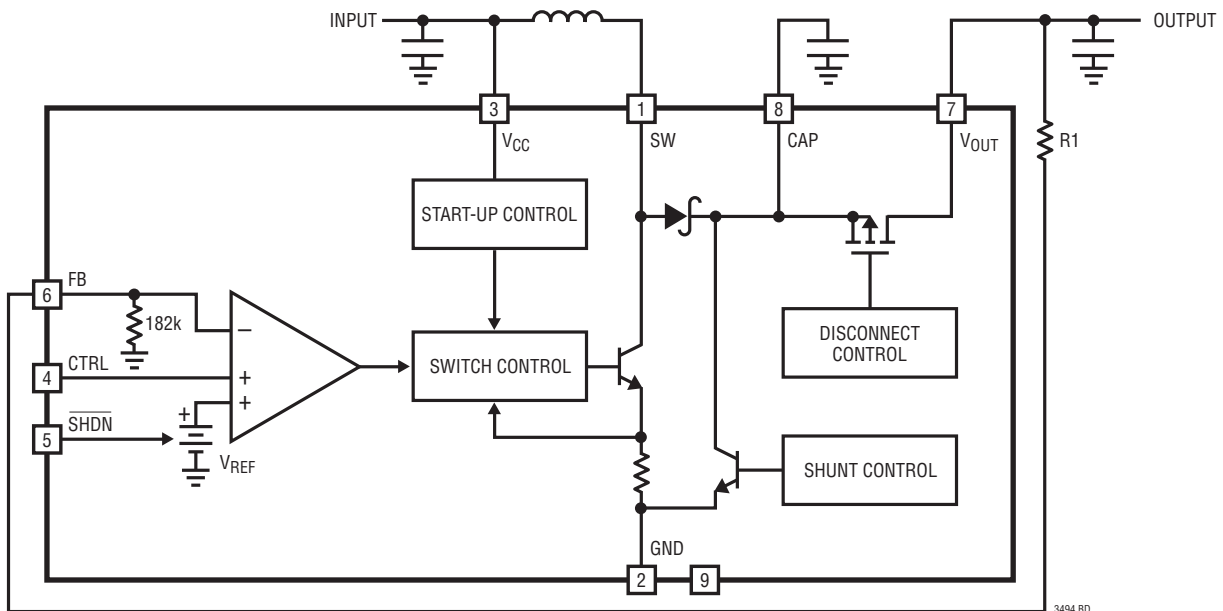 INPUT
OUTPUT
3
1
8
7
VCC
SW
CAP
VOUT
R1
START-UP CONTROL
FB
6
182k
−
DISCONNECT
CONTROL
SWITCH CONTROL
CTRL
4
+
+
SHDN
5
+
VREF
SHUNT CONTROL
GND
2
9
3494 BD